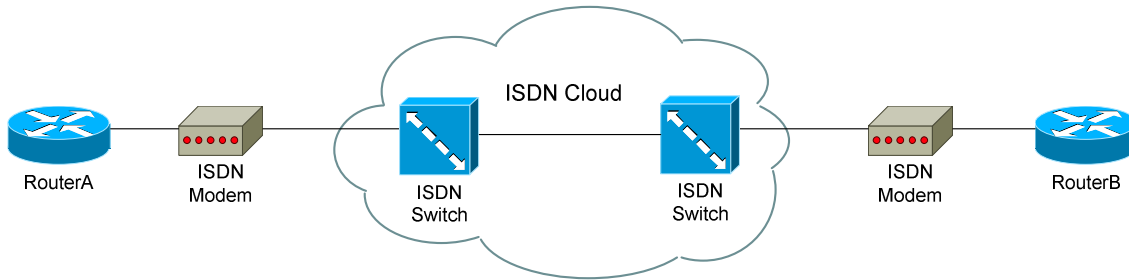 ISDN Cloud
RouterA
ISDN
Modem
ISDN
Switch
ISDN
Switch
ISDN
Modem
RouterB